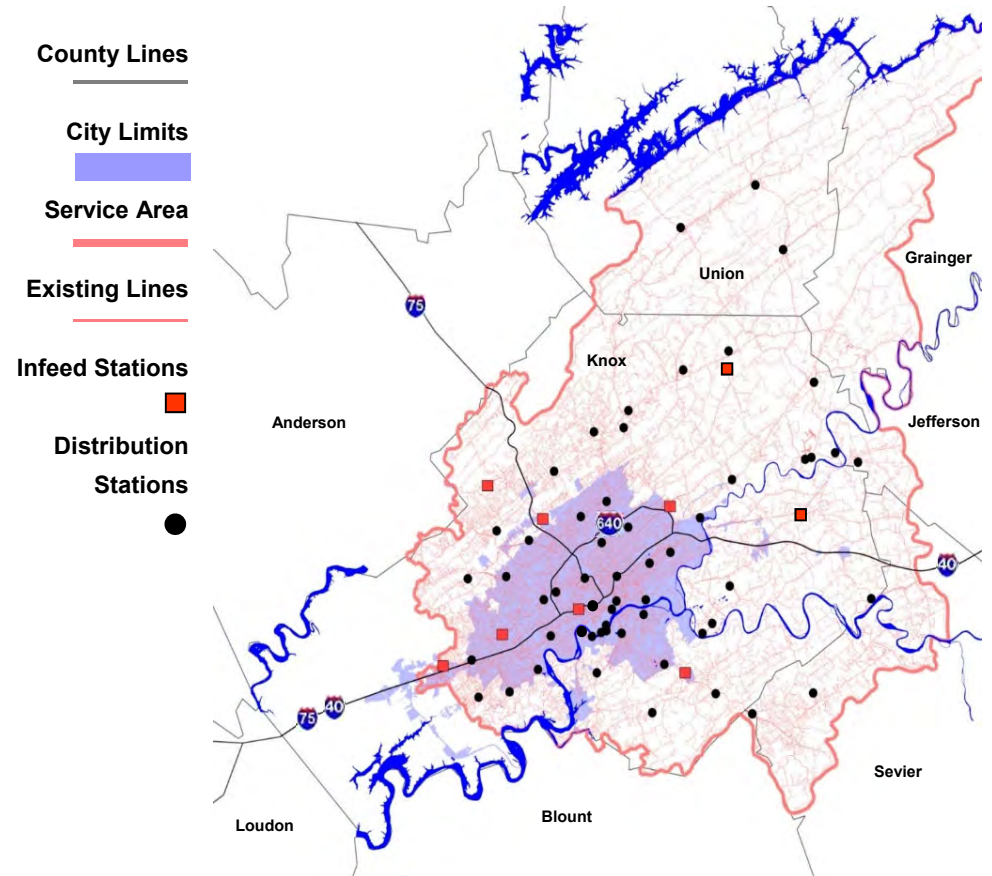 County Lines
City Limits
Service Area
Existing Lines
Infeed Stations
Distribution
Stations
Union
Grainger
75
Knox
Anderson
Jefferson
640
40
40
75
Sevier
Blount
Loudon